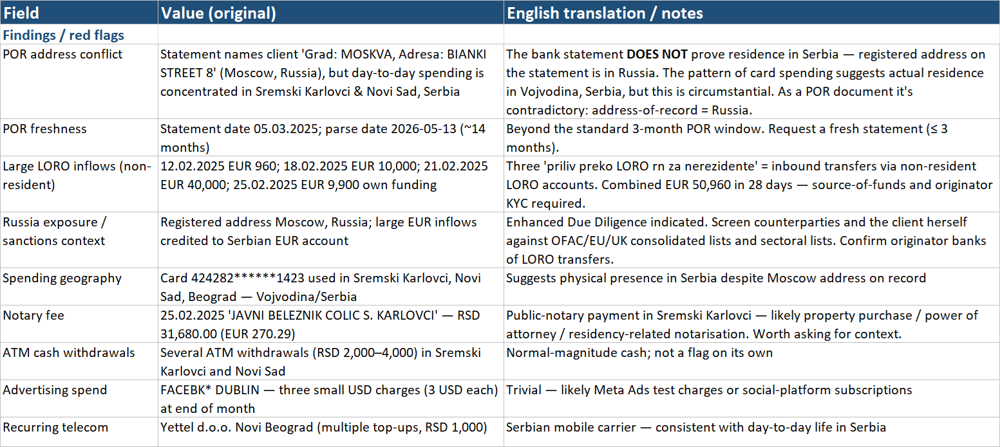 Field	Value (original)	English translation / notes
Findings / red flags
POR address conflict	Statement names client 'Grad: MOSKVA, Adresa: BIANKI	The bank statement DOES NOT prove residence in Serbia — registered address on
STREET 8' (Moscow, Russia), but day-to-day spending is	the statement is in Russia. The pattern of card spending suggests actual residence
concentrated in Sremski Karlovci & Novi Sad, Serbia	in Vojvodina, Serbia, but this is circumstantial. As a POR document it's
contradictory: address-of-record = Russia.
POR freshness	Statement date 05.03.2025; parse date 2026-05-13 (~14	Beyond the standard 3-month POR window. Request a fresh statement (≤ 3
months)	months).
Large LORO inflows (non-	12.02.2025 EUR 960; 18.02.2025 EUR 10,000; 21.02.2025	Three 'priliv preko LORO rn za nerezidente' = inbound transfers via non-resident
resident)	EUR 40,000; 25.02.2025 EUR 9,900 own funding	LORO accounts. Combined EUR 50,960 in 28 days — source-of-funds and originator
KYC required.
Russia exposure /	Registered address Moscow, Russia; large EUR inflows	Enhanced Due Diligence indicated. Screen counterparties and the client herself
sanctions context	credited to Serbian EUR account	against OFAC/EU/UK consolidated lists and sectoral lists. Confirm originator banks
of LORO transfers.
Spending geography	Card 424282******1423 used in Sremski Karlovci, Novi	Suggests physical presence in Serbia despite Moscow address on record
Sad, Beograd — Vojvodina/Serbia
Notary fee	25.02.2025 'JAVNI BELEZNIK COLIC S. KARLOVCI' — RSD	Public-notary payment in Sremski Karlovci — likely property purchase / power of
31,680.00 (EUR 270.29)	attorney / residency-related notarisation. Worth asking for context.
ATM cash withdrawals	Several ATM withdrawals (RSD 2,000–4,000) in Sremski	Normal-magnitude cash; not a flag on its own
Karlovci and Novi Sad
Advertising spend	FACEBK* DUBLIN — three small USD charges (3 USD each)	Trivial — likely Meta Ads test charges or social-platform subscriptions
at end of month
Recurring telecom	Yettel d.o.o. Novi Beograd (multiple top-ups, RSD 1,000)	Serbian mobile carrier — consistent with day-to-day life in Serbia